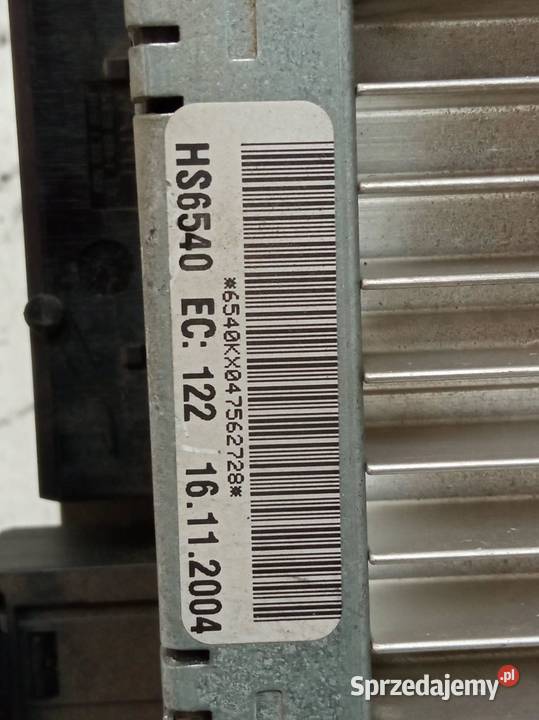 *6540KX047562728*
HS6540 EC: 122 16.11.2004
Sprzedajemy.pl